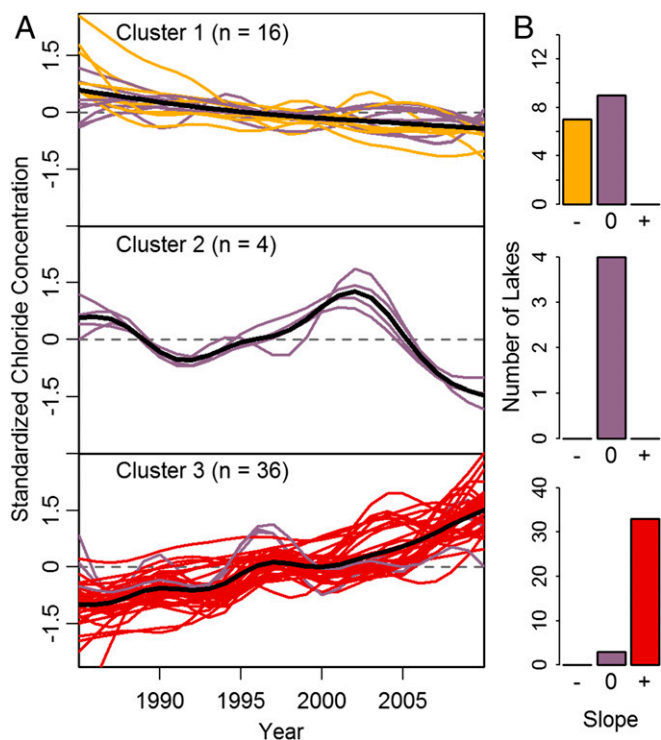 A
B
Standardized Chloride Concentration
Cluster 1 (n = 16)
1.5
0
-1.5
Cluster 2 (n = 4)
1.5
0
-1.5
Cluster 3 (n = 36)
1.5
0
-1.5
1990 1995 2000 2005
Year
Number of Lakes
12
8
4
0
- 0 +
4
3
2
1
0
- 0 +
40
30
20
10
0
- 0 +
Slope